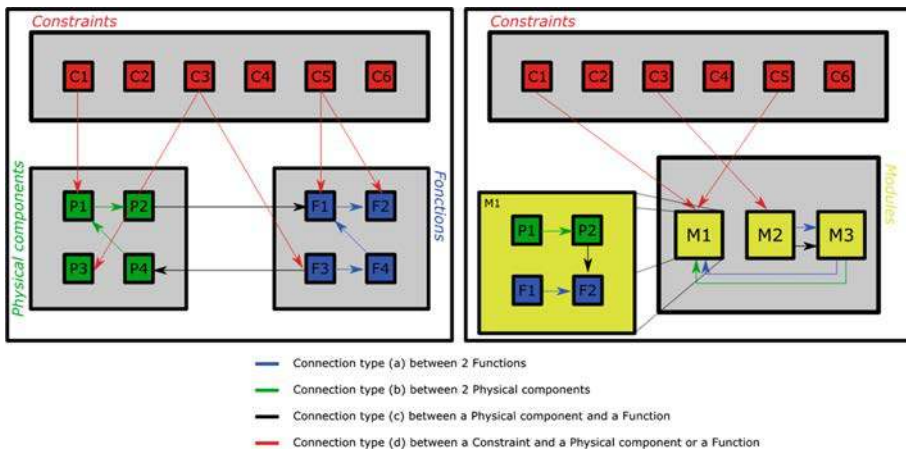 Constraints
C1 C2 C3 C4 C5 C6
Physical components
P1 P2
P3 P4
Fonctions
F1 F2
F3 F4
Constraints
C1 C2 C3 C4 C5 C6
Modules
M1
P1 P2
F1 F2
M1 M2 M3
Connection type (a) between 2 Functions
Connection type (b) between 2 Physical components
Connection type (c) between a Physical component and a Function
Connection type (d) between a Constraint and a Physical component or a Function